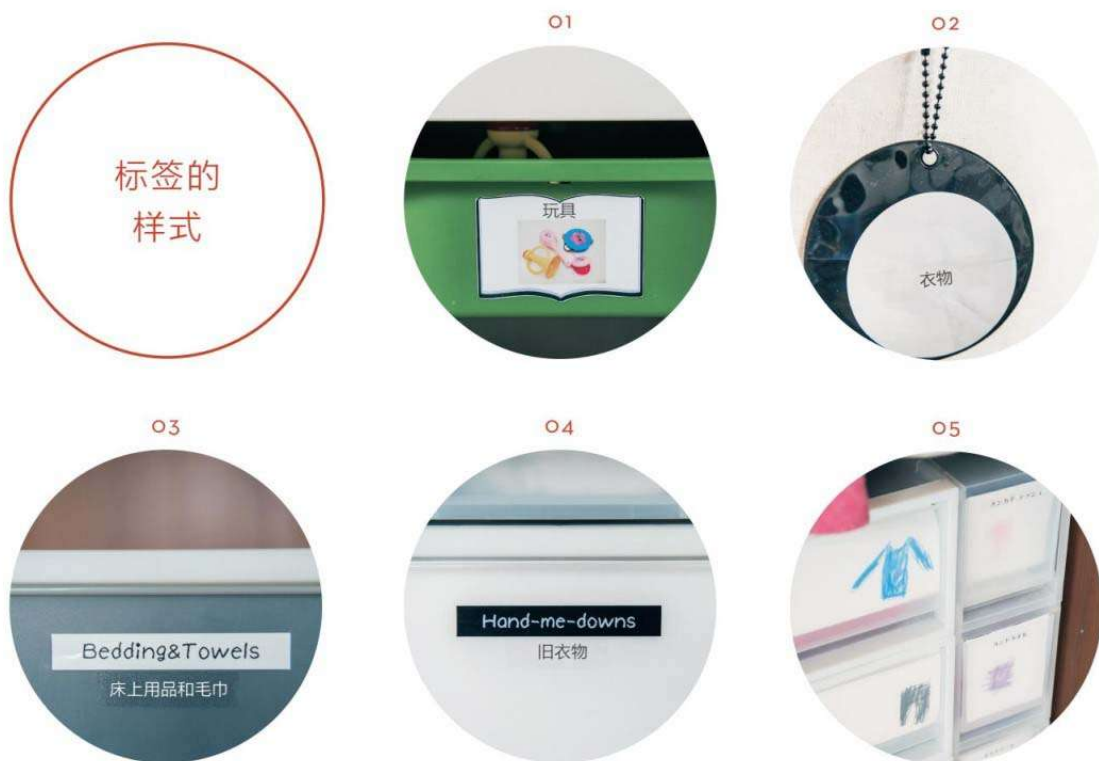 标签的
样式
01
玩具
02
衣物
03
Bedding&Towels
床上用品和毛巾
04
Hand-me-downs
旧衣物
05